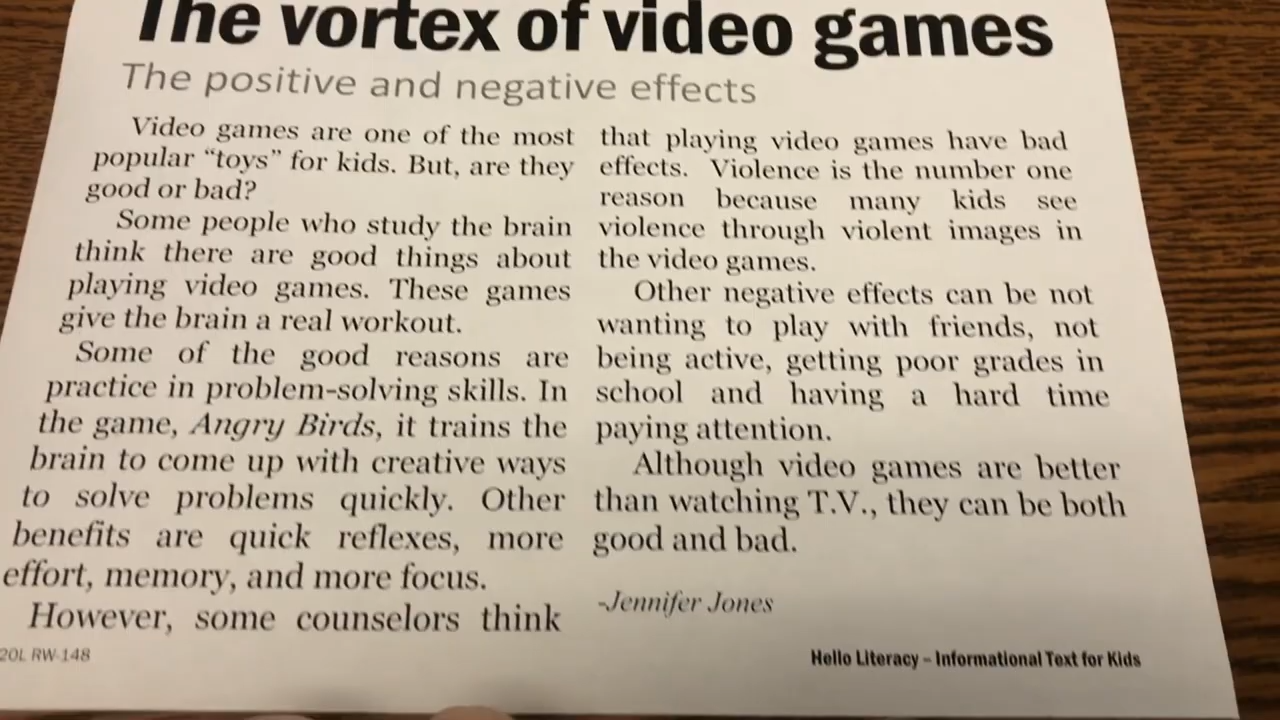 The vortex of video games
The positive and negative effects
Video games are one of the most
popular “toys” for kids. But, are they
good or bad?
Some people who study the brain
think there are good things about
playing video games. These games
give the brain a real workout.
Some of the good reasons are
practice in problem-solving skills. In
the game, Angry Birds, it trains the
brain to come up with creative ways
to solve problems quickly. Other
benefits are quick reflexes, more
effort, memory, and more focus.
However, some counselors think
that playing video games have bad
effects. Violence is the number one
reason because many kids see
violence through violent images in
the video games.
Other negative effects can be not
wanting to play with friends, not
being active, getting poor grades in
school and having a hard time
paying attention.
Although video games are better
than watching T.V., they can be both
good and bad.
-Jennifer Jones
20L RW-148
Hello Literacy – Informational Text for Kids